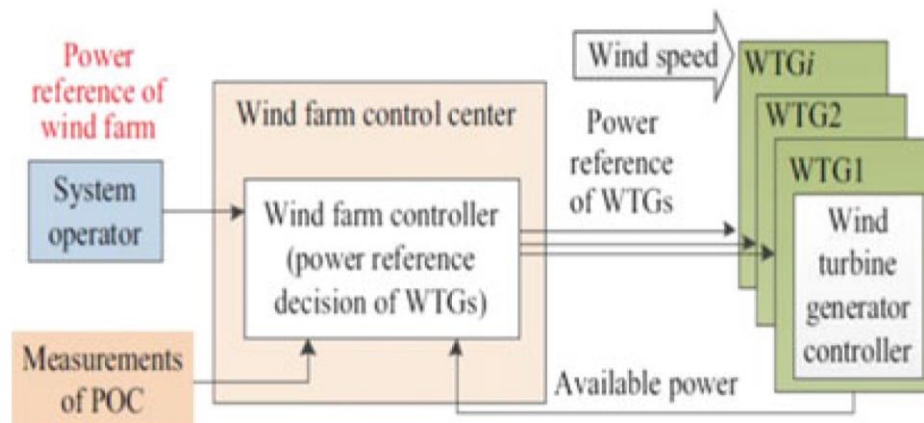 Power
reference of
wind farm
System
operator
Measurements
of POC
Wind farm control center
Wind farm controller
(power reference
decision of WTGs)
Wind speed
Power
reference
of WTGs
Available power
WTGi
WTG2
WTG1
Wind
turbine
generator
controller